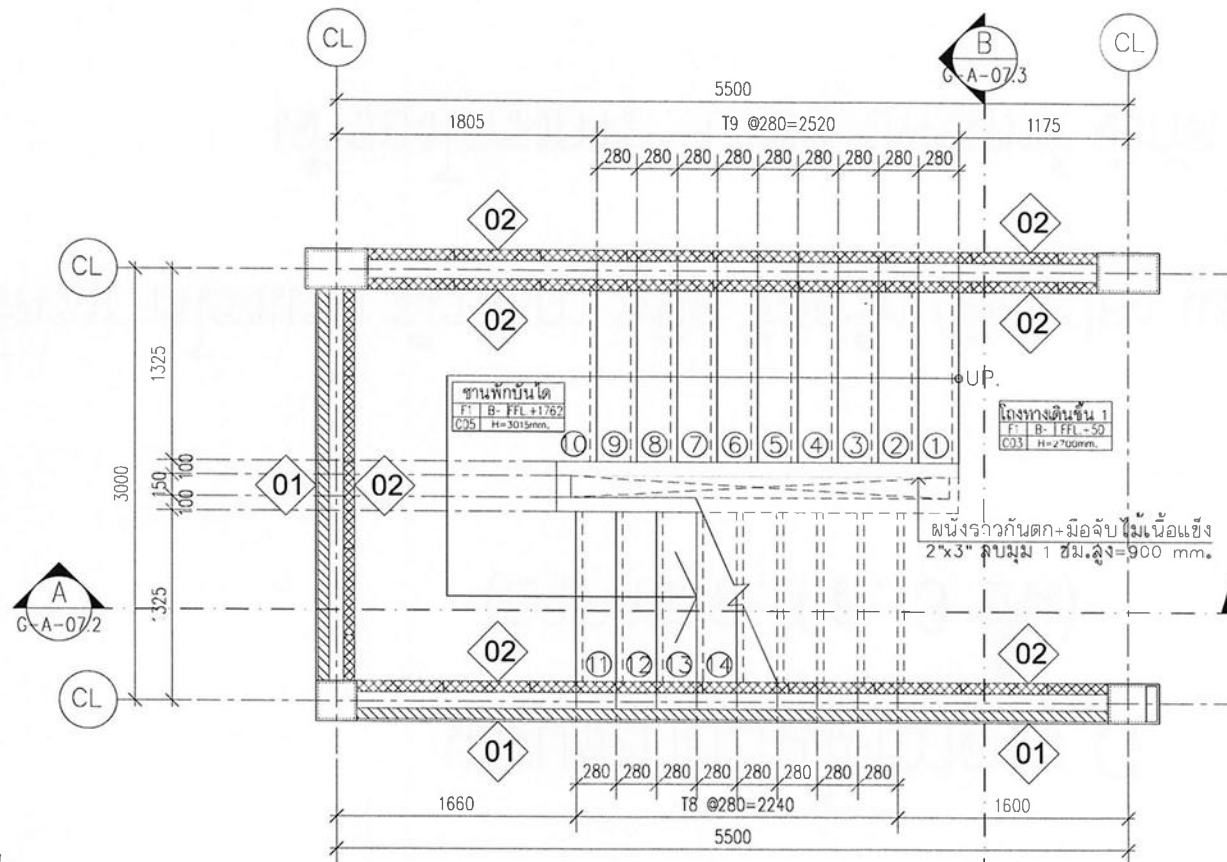 CL
B
G-A-07.3
CL
5500
1805
T9 @280=2520
1175
280 280 280 280 280 280 280 280 280
02
02
CL
02
02
1325
UP.
ชานพักบันได
F1 B- FFL.+1762
C05 H=3015mm.
โถงทางเดินชั้น 1
F1 B- FFL.+50
C03 H=2700mm.
10 9 8 7 6 5 4 3 2 1
3000
100
150
100
01
02
ผนังราวกันตก+มือจับไม้เนื้อแข็ง
2"x3" ลบมุม 1 ซม.สูง=900 mm.
A
G-A-07.2
1325
02
02
11 12 13 14
CL
01
01
280 280 280 280 280 280 280 280
1660
T8 @280=2240
1600
5500